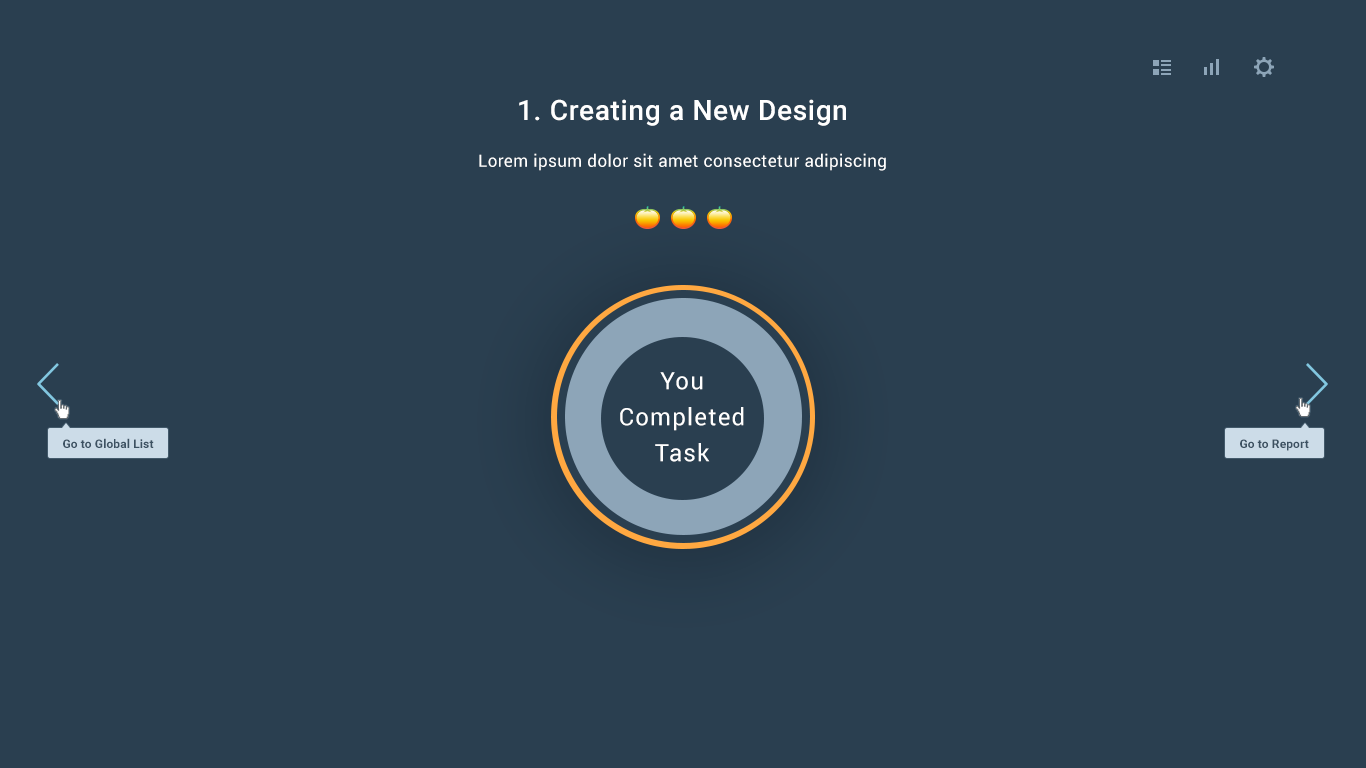 1. Creating a New Design
Lorem ipsum dolor sit amet consectetur adipiscing
You
Completed
Task
Go to Global List
Go to Report